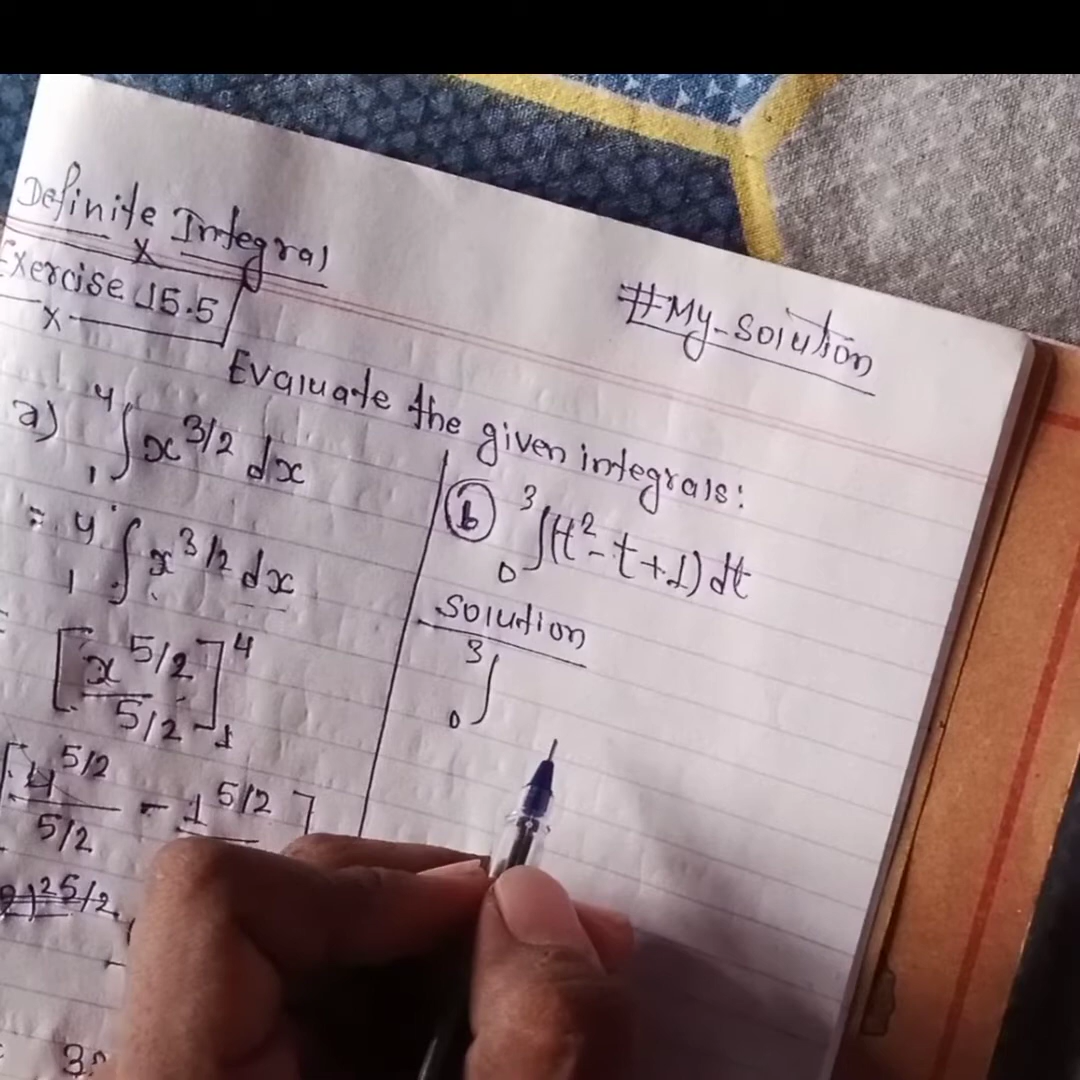 Definite Integral
Exercise 15.5
#My-solution
Evaluate the given integrals:
a) 4∫1 x^3/2 dx
= 4∫1 x^3/2 dx
= [x^5/2 / 5/2]^4_1
[4^5/2 / 5/2 - 1^5/2
b 3∫0 (t^2 - t + 1) dt
Solution
3∫0